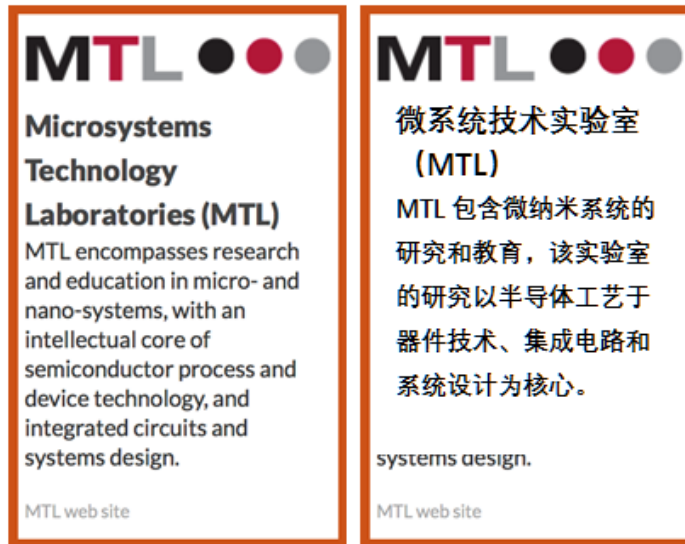 MTL
Microsystems
Technology
Laboratories (MTL)
MTL encompasses research
and education in micro- and
nano-systems, with an
intellectual core of
semiconductor process and
device technology, and
integrated circuits and
systems design.
MTL web site
MTL
微系统技术实验室
（MTL）
MTL 包含微纳米系统的
研究和教育，该实验室
的研究以半导体工艺于
器件技术、集成电路和
系统设计为核心。
systems design.
MTL web site